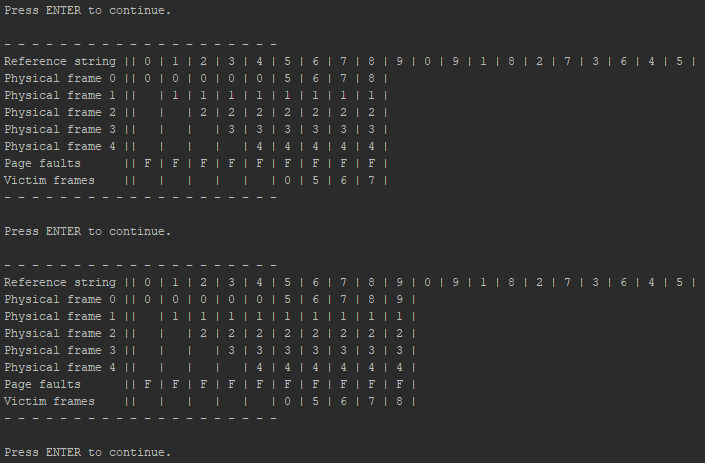 Press ENTER to continue.
- - - - - - - - - - - - - - - - - - - -
Reference string || 0 | 1 | 2 | 3 | 4 | 5 | 6 | 7 | 8 | 9 | 0 | 9 | 1 | 8 | 2 | 7 | 3 | 6 | 4 | 5 |
Physical frame 0 || 0 | 0 | 0 | 0 | 0 | 5 | 6 | 7 | 8 |
Physical frame 1 ||   | 1 | 1 | 1 | 1 | 1 | 1 | 1 | 1 |
Physical frame 2 ||   |   | 2 | 2 | 2 | 2 | 2 | 2 | 2 |
Physical frame 3 ||   |   |   | 3 | 3 | 3 | 3 | 3 | 3 |
Physical frame 4 ||   |   |   |   | 4 | 4 | 4 | 4 | 4 |
Page faults      || F | F | F | F | F | F | F | F | F |
Victim frames    ||   |   |   |   |   | 0 | 5 | 6 | 7 |
- - - - - - - - - - - - - - - - - - - -
Press ENTER to continue.
- - - - - - - - - - - - - - - - - - - -
Reference string || 0 | 1 | 2 | 3 | 4 | 5 | 6 | 7 | 8 | 9 | 0 | 9 | 1 | 8 | 2 | 7 | 3 | 6 | 4 | 5 |
Physical frame 0 || 0 | 0 | 0 | 0 | 0 | 5 | 6 | 7 | 8 | 9 |
Physical frame 1 ||   | 1 | 1 | 1 | 1 | 1 | 1 | 1 | 1 | 1 |
Physical frame 2 ||   |   | 2 | 2 | 2 | 2 | 2 | 2 | 2 | 2 |
Physical frame 3 ||   |   |   | 3 | 3 | 3 | 3 | 3 | 3 | 3 |
Physical frame 4 ||   |   |   |   | 4 | 4 | 4 | 4 | 4 | 4 |
Page faults      || F | F | F | F | F | F | F | F | F | F |
Victim frames    ||   |   |   |   |   | 0 | 5 | 6 | 7 | 8 |
- - - - - - - - - - - - - - - - - - - -
Press ENTER to continue.